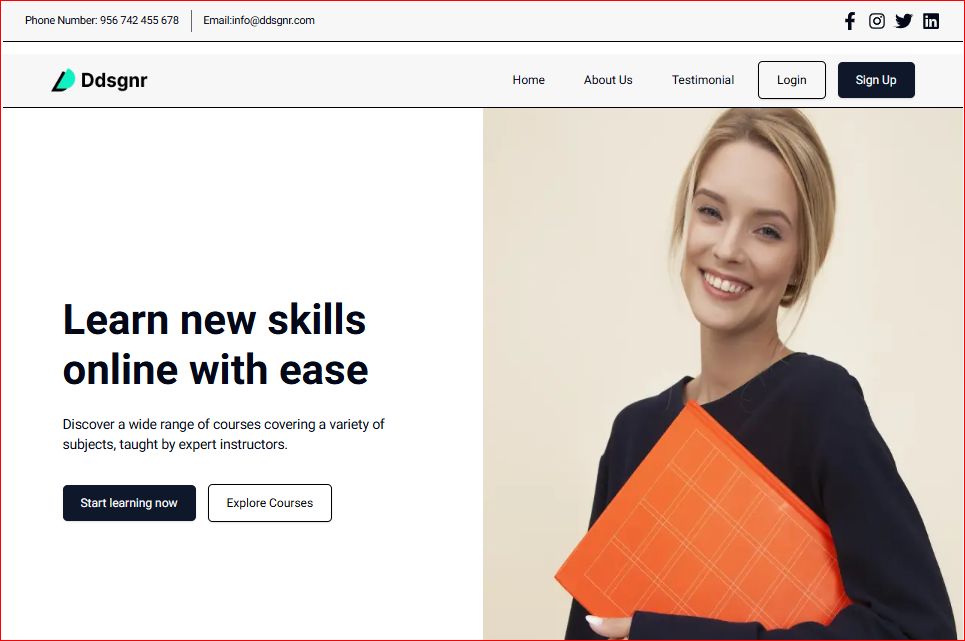 Phone Number: 956 742 455 678
Email:info@ddsgnr.com
Ddsgnr
Home
About Us
Testimonial
Login
Sign Up
Learn new skills
online with ease
Discover a wide range of courses covering a variety of
subjects, taught by expert instructors.
Start learning now
Explore Courses